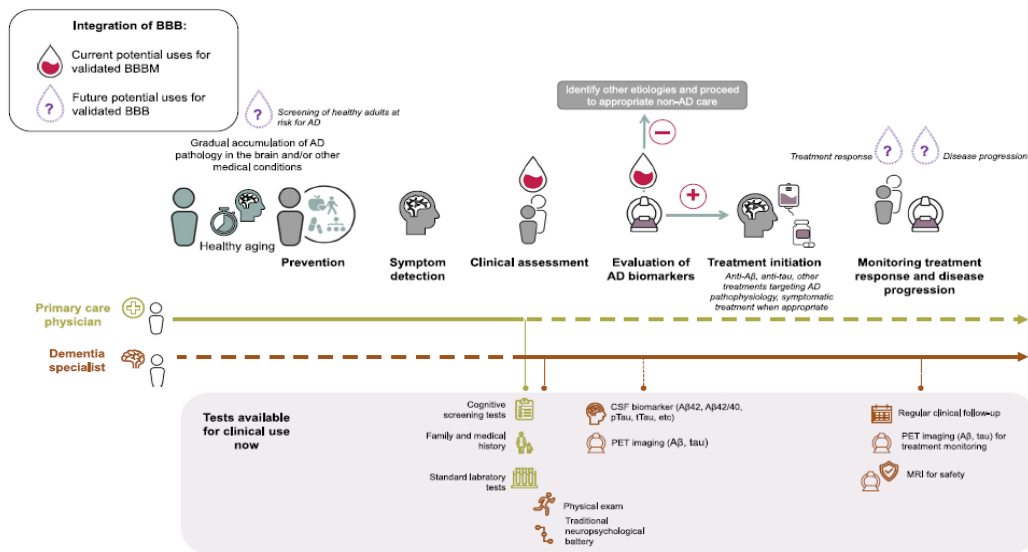 Integration of BBB:
Current potential uses for
validated BBBM
?
Future potential uses for
validated BBB
?
Screening of healthy adults at
risk for AD
Gradual accumulation of AD
pathology in the brain and/or other
medical conditions
Identify other etiologies and proceed
to appropriate non-AD care
Treatment response
?
?
Disease progression
Healthy aging
Prevention
Symptom
detection
Clinical assessment
Evaluation of
AD biomarkers
Treatment initiation
Anti-Aβ, anti-tau, other
treatments targeting AD
pathophysiology, symptomatic
treatment when appropriate
Monitoring treatment
response and disease
progression
Primary care
physician
Dementia
specialist
Tests available
for clinical use
now
Cognitive
screening tests
Family and medical
history
Standard labratory
tests
Physical exam
Traditional
neuropsychological
battery
CSF biomarker (Aβ42, Aβ42/40,
pTau, tTau, etc)
PET imaging (Aβ, tau)
Regular clinical follow-up
PET imaging (Aβ, tau) for
treatment monitoring
MRI for safety